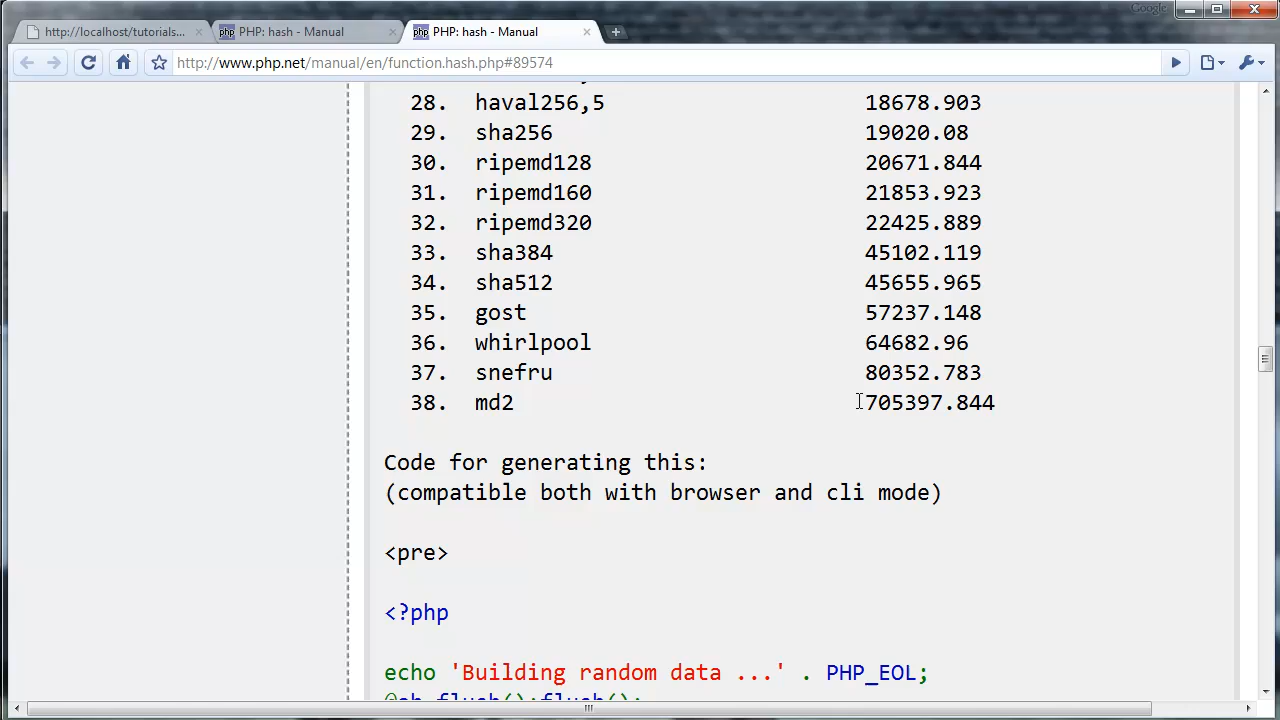 Google
http://localhost/tutorials...
PHP: hash - Manual
PHP: hash - Manual
http://www.php.net/manual/en/function.hash.php#89574
28. haval256,5 18678.903
29. sha256 19020.08
30. ripemd128 20671.844
31. ripemd160 21853.923
32. ripemd320 22425.889
33. sha384 45102.119
34. sha512 45655.965
35. gost 57237.148
36. whirlpool 64682.96
37. snefru 80352.783
38. md2 705397.844
Code for generating this:
(compatible both with browser and cli mode)
<pre>
<?php
echo 'Building random data ...' . PHP_EOL;
@ob_flush();flush();